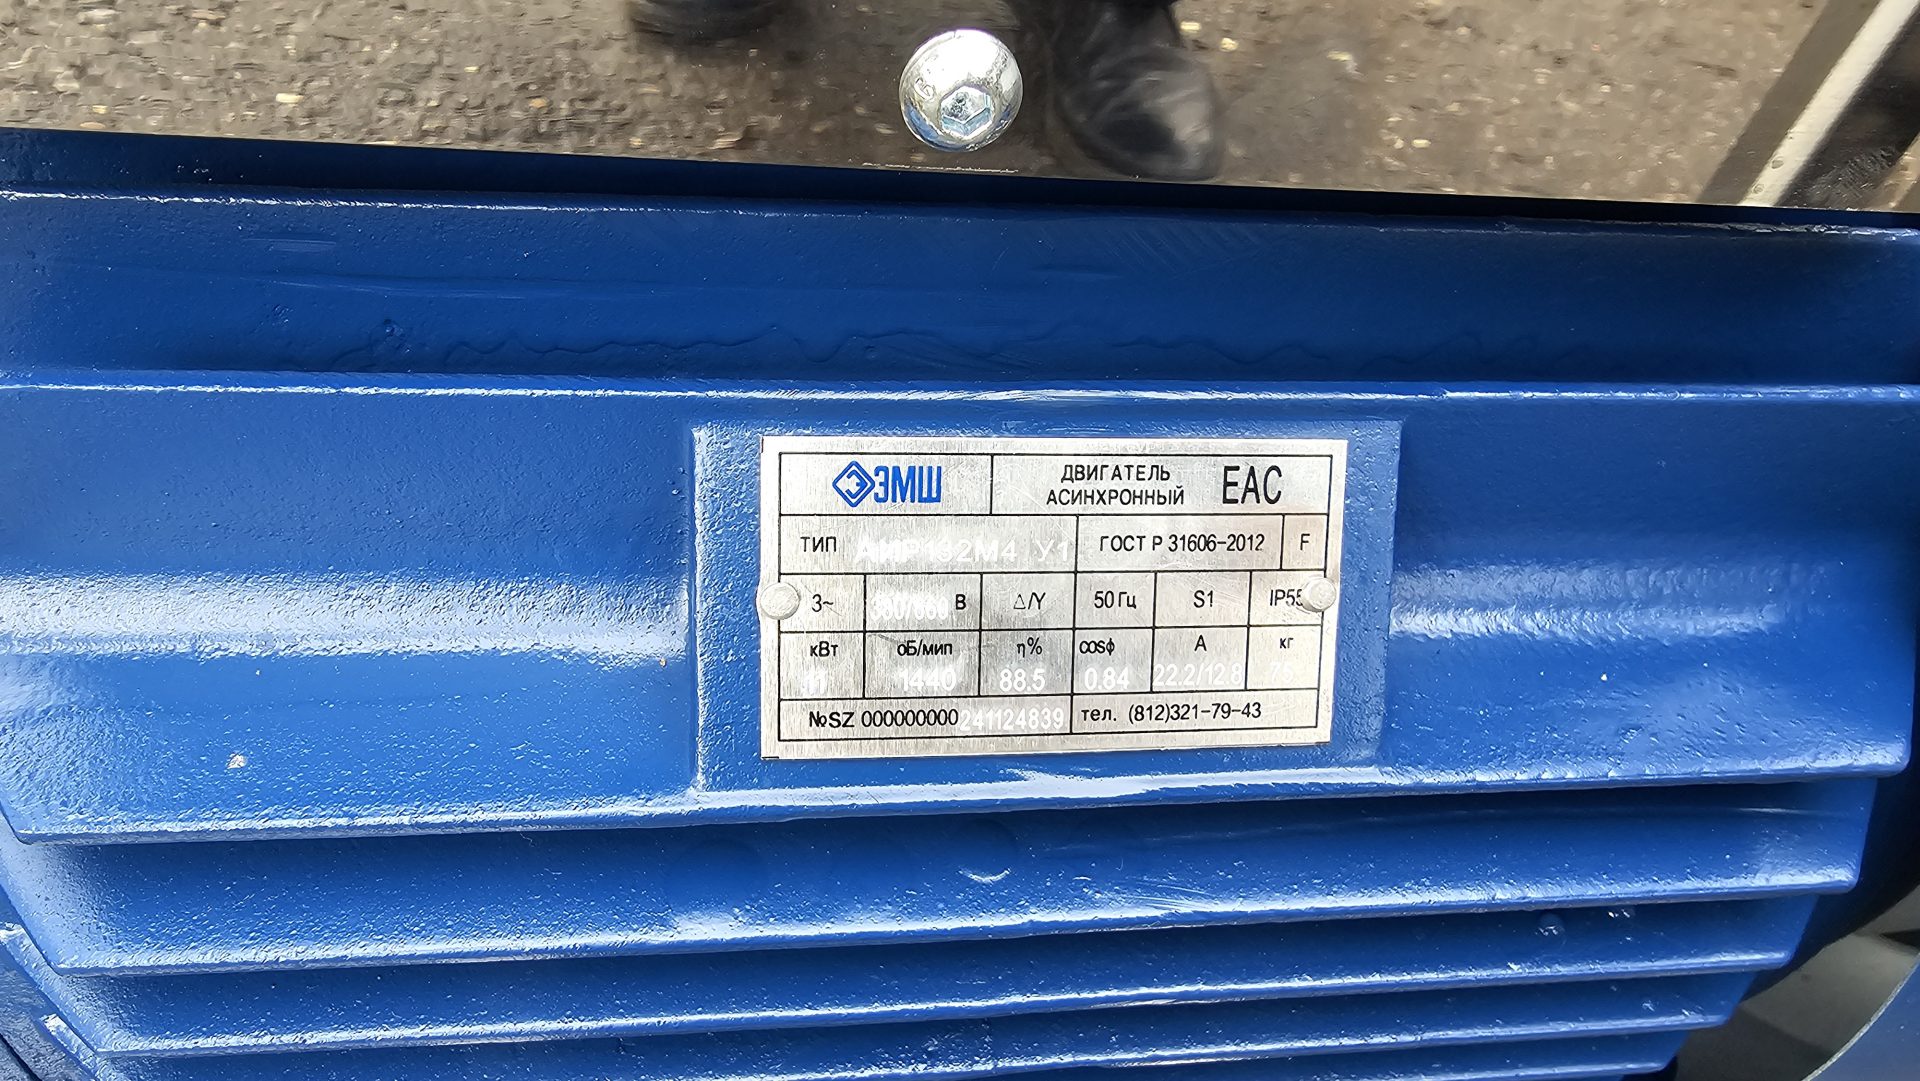 ЭМШ
ДВИГАТЕЛЬ
АСИНХРОННЫЙ
EAC
ТИП АИР132М4 У1 ГОСТ Р 31606-2012 F
3~ 380/660 В △/Y 50 Гц S1 IP55
кВт оБ/мип η% cosϕ А кг
11 1440 88.5 0.84 22.2/12.8 75
№SZ 000000000241124839 тел. (812)321-79-43